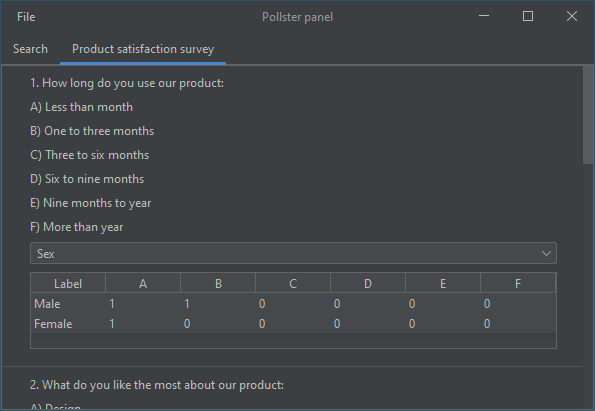 File Pollster panel
Search Product satisfaction survey
1. How long do you use our product:
A) Less than month
B) One to three months
C) Three to six months
D) Six to nine months
E) Nine months to year
F) More than year
Sex
Label A B C D E F
Male 1 1 0 0 0 0
Female 1 0 0 0 0 0
2. What do you like the most about our product:
A) Design